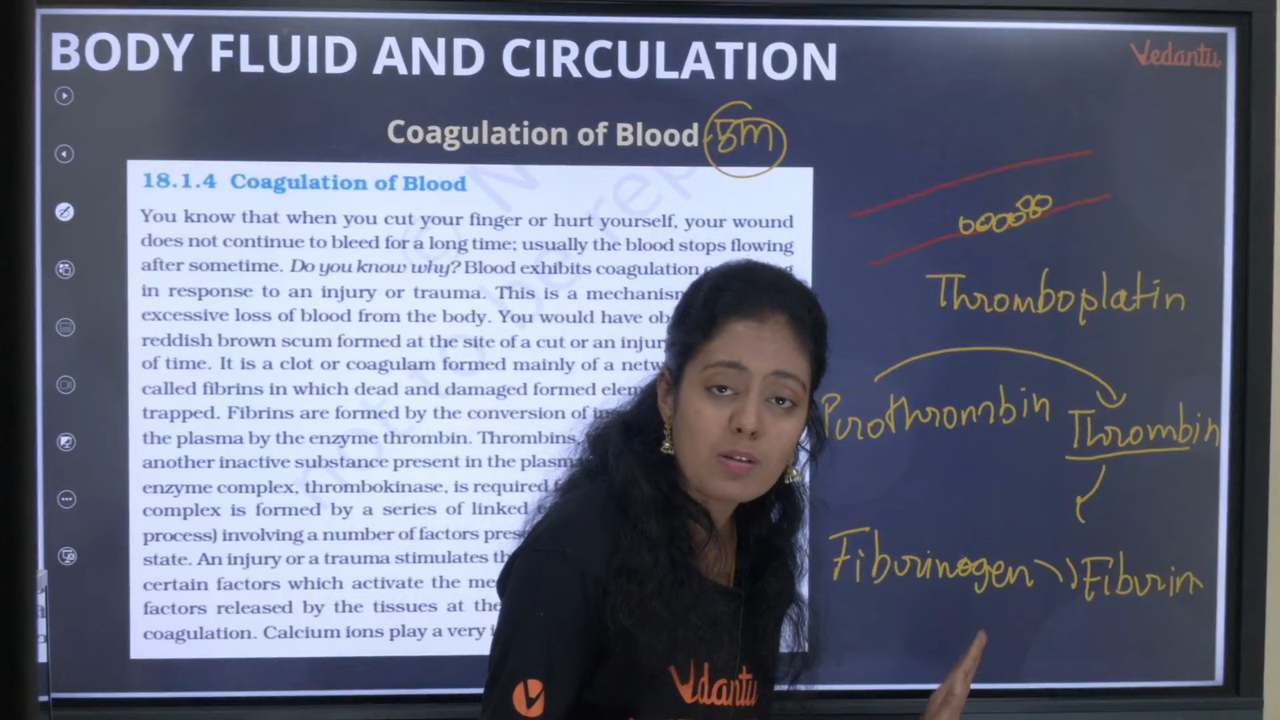 BODY FLUID AND CIRCULATION
Vedantu
Coagulation of Blood
5m
18.1.4 Coagulation of Blood
You know that when you cut your finger or hurt yourself, your wound
does not continue to bleed for a long time; usually the blood stops flowing
after sometime. Do you know why? Blood exhibits coagulation
in response to an injury or trauma. This is a mechanism
excessive loss of blood from the body. You would have
reddish brown scum formed at the site of a cut or an
of time. It is a clot or coagulam formed mainly of a
called fibrins in which dead and damaged formed
trapped. Fibrins are formed by the conversion of
the plasma by the enzyme thrombin. Thrombins,
another inactive substance present in the
enzyme complex, thrombokinase, is required
complex is formed by a series of linked
process) involving a number of factors
state. An injury or a trauma stimulates
certain factors which activate the
factors released by the tissues at the
coagulation. Calcium ions play a very
Thromboplatin
Prothrombin
Thrombin
Fibrinogen
Fibrin
Vedantu